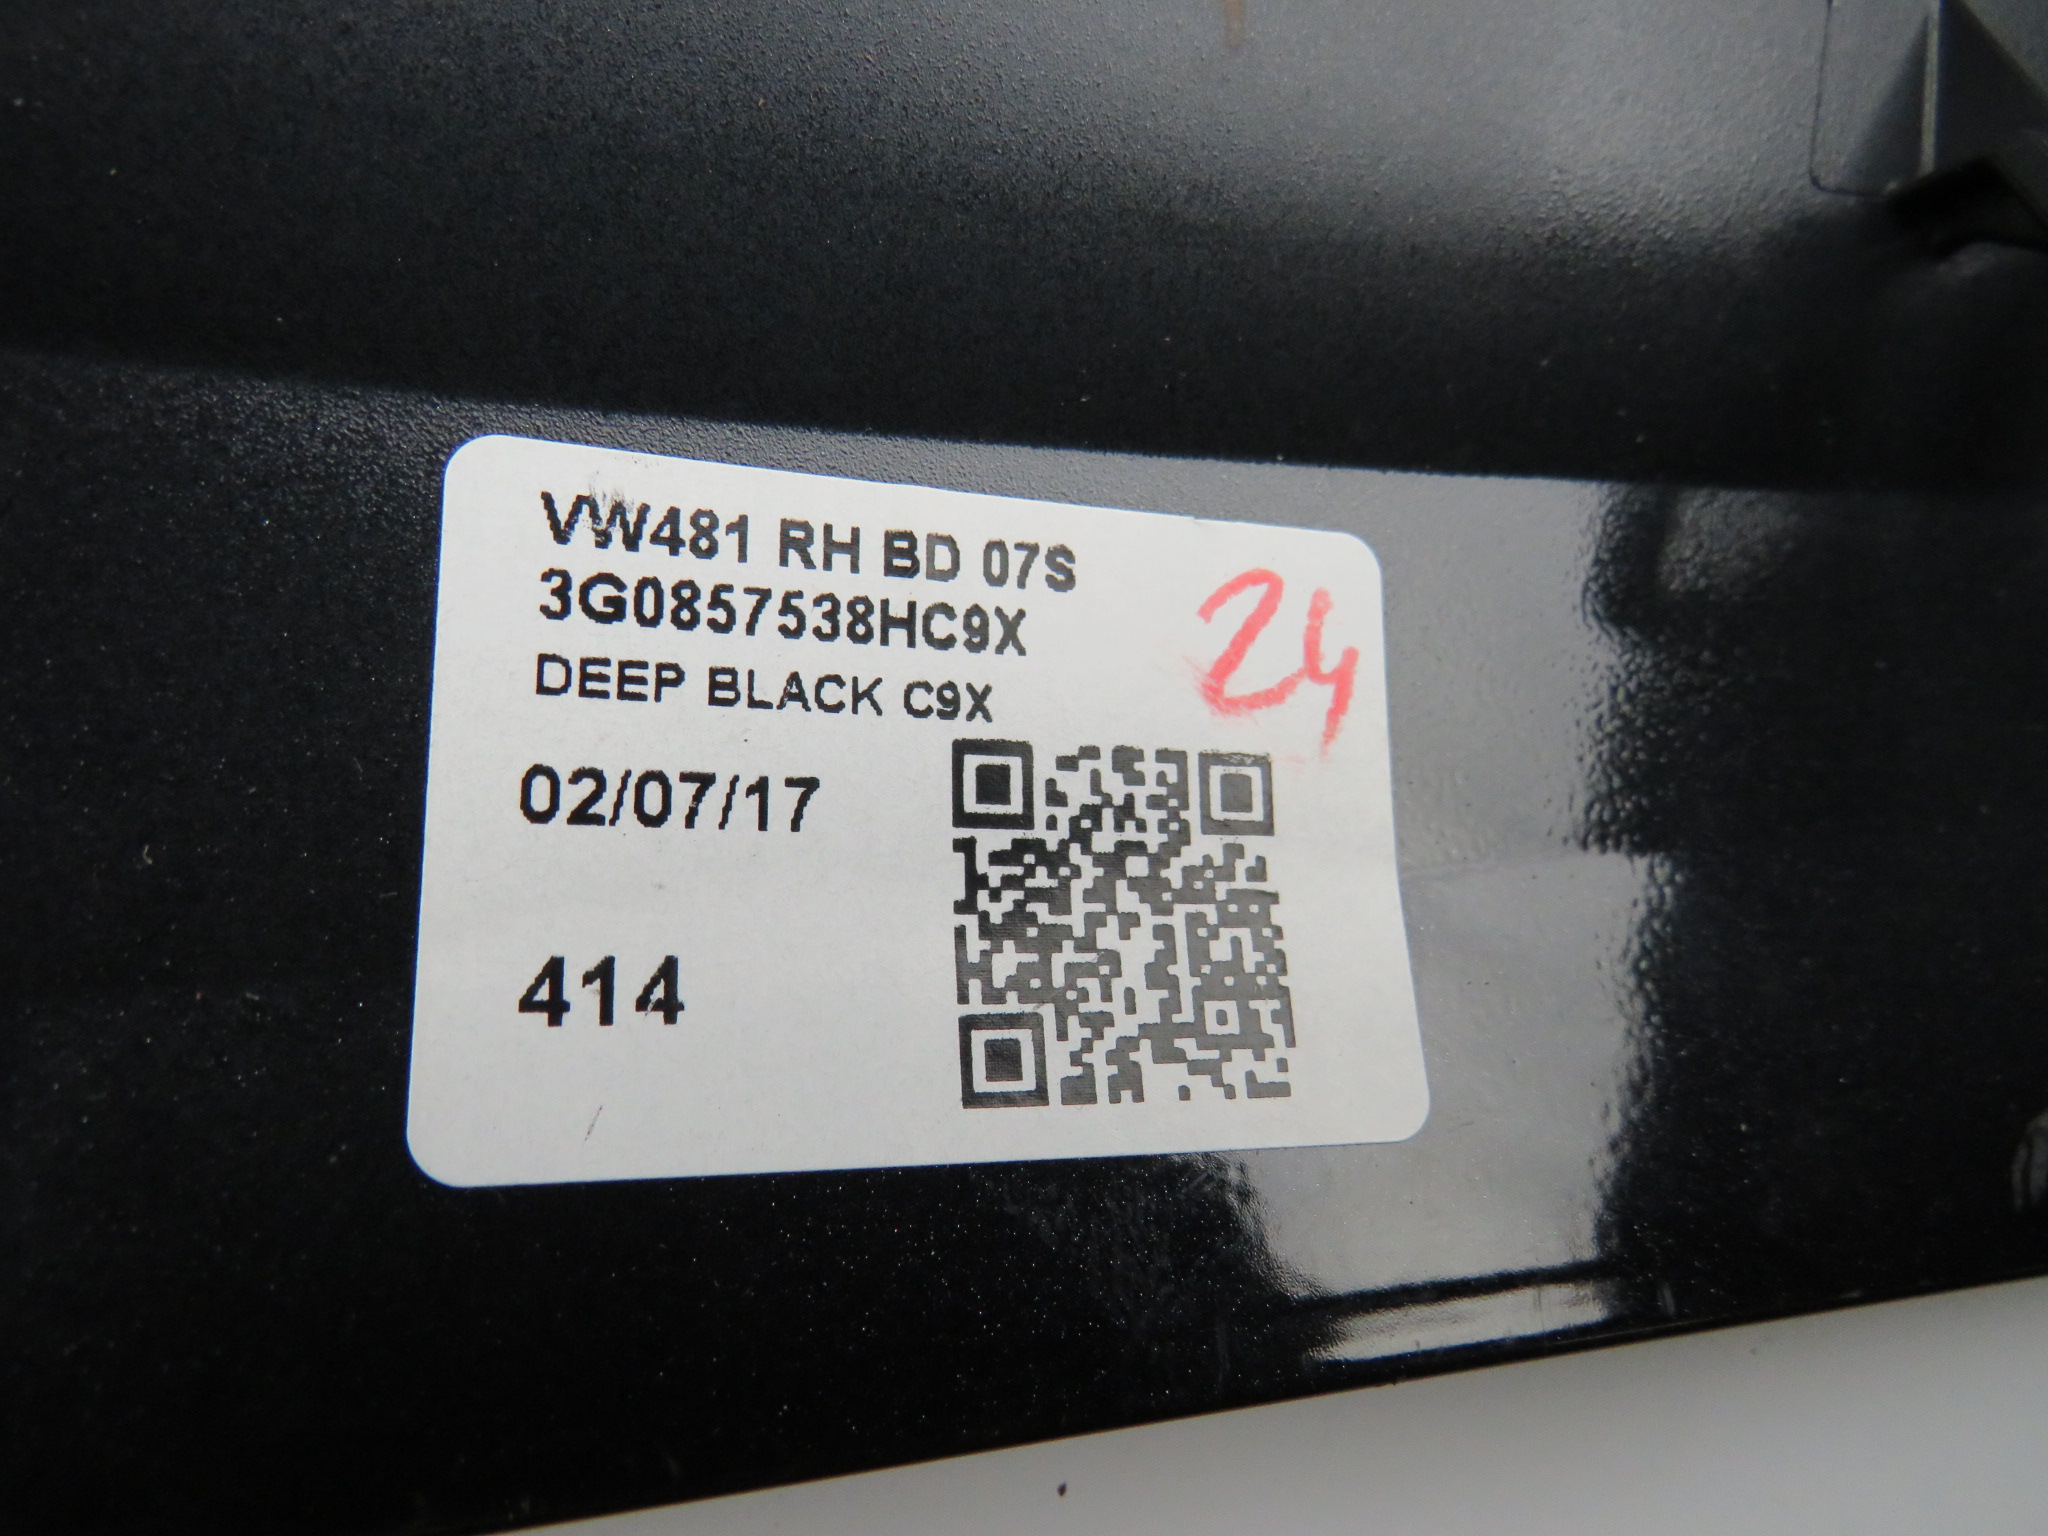 VW481 RH BD 07S
3G0857538HC9X
DEEP BLACK C9X
24
02/07/17
414